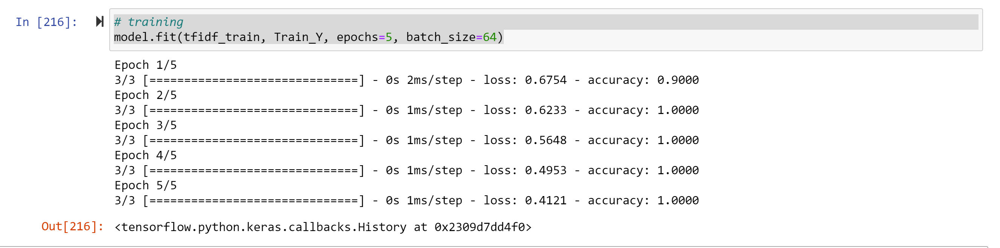 In [216]:
# training
model.fit(tfidf_train, Train_Y, epochs=5, batch_size=64)
Epoch 1/5
3/3 [==============================] - 0s 2ms/step - loss: 0.6754 - accuracy: 0.9000
Epoch 2/5
3/3 [==============================] - 0s 1ms/step - loss: 0.6233 - accuracy: 1.0000
Epoch 3/5
3/3 [==============================] - 0s 1ms/step - loss: 0.5648 - accuracy: 1.0000
Epoch 4/5
3/3 [==============================] - 0s 1ms/step - loss: 0.4953 - accuracy: 1.0000
Epoch 5/5
3/3 [==============================] - 0s 1ms/step - loss: 0.4121 - accuracy: 1.0000
Out[216]: <tensorflow.python.keras.callbacks.History at 0x2309d7dd4f0>